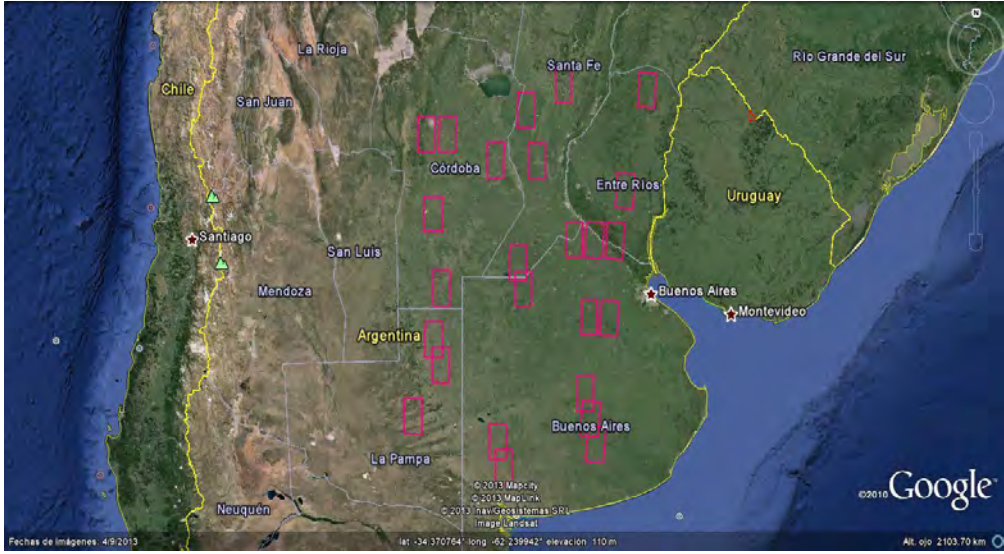 N
La Rioja
Santa Fe
Río Grande del Sur
Chile
San Juan
Córdoba
Entre Ríos
Uruguay
Santiago
San Luis
Mendoza
Buenos Aires
Montevideo
Argentina
Buenos Aires
La Pampa
© 2013 Mapcity
© 2013 MapLink
© 2013 Inav/Geosistemas SRL
Image Landsat
©2010 Google
Neuquén
Fechas de imágenes: 4/9/2013 lat -34.370764° long -62.239942° elevación 110 m Alt. ojo 2103.70 km